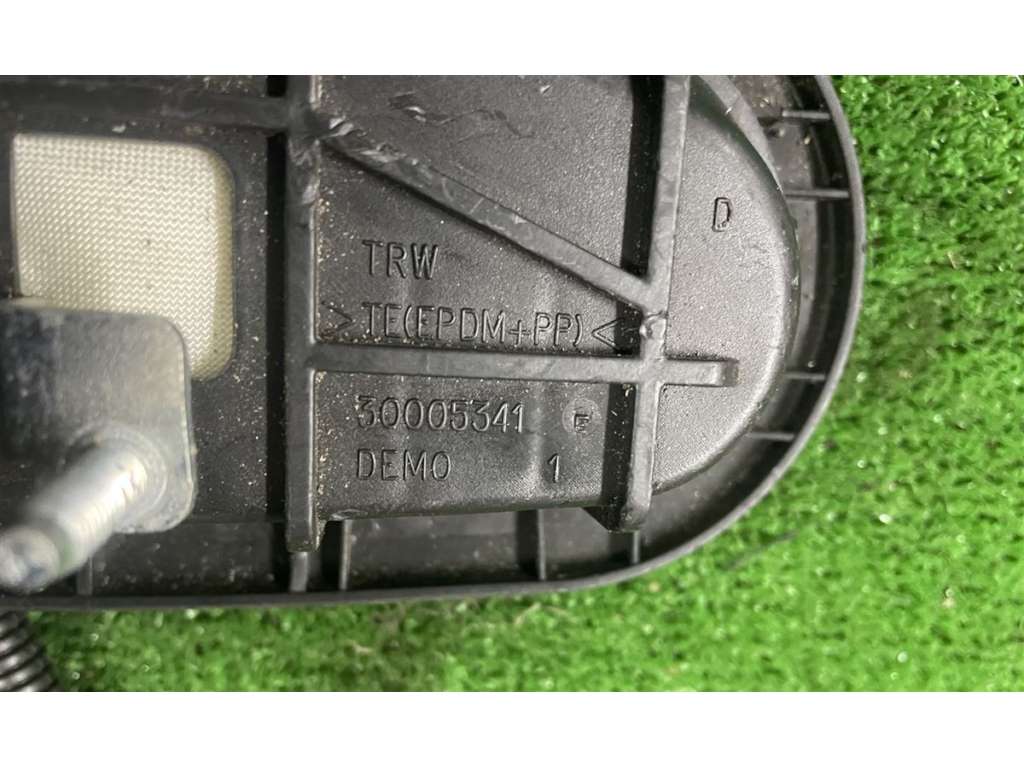 D
TRW
>TE(EPDM+PP)<
30005341 E
DEMO 1